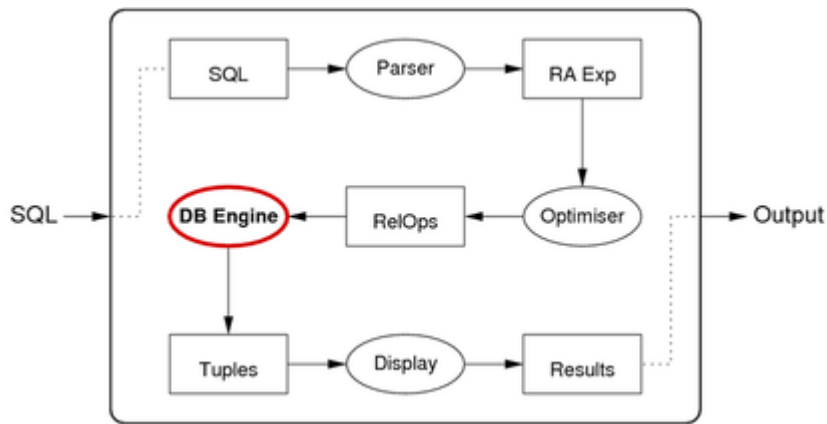 SQL
Parser
RA Exp
SQL
DB Engine
RelOps
Optimiser
Output
Tuples
Display
Results